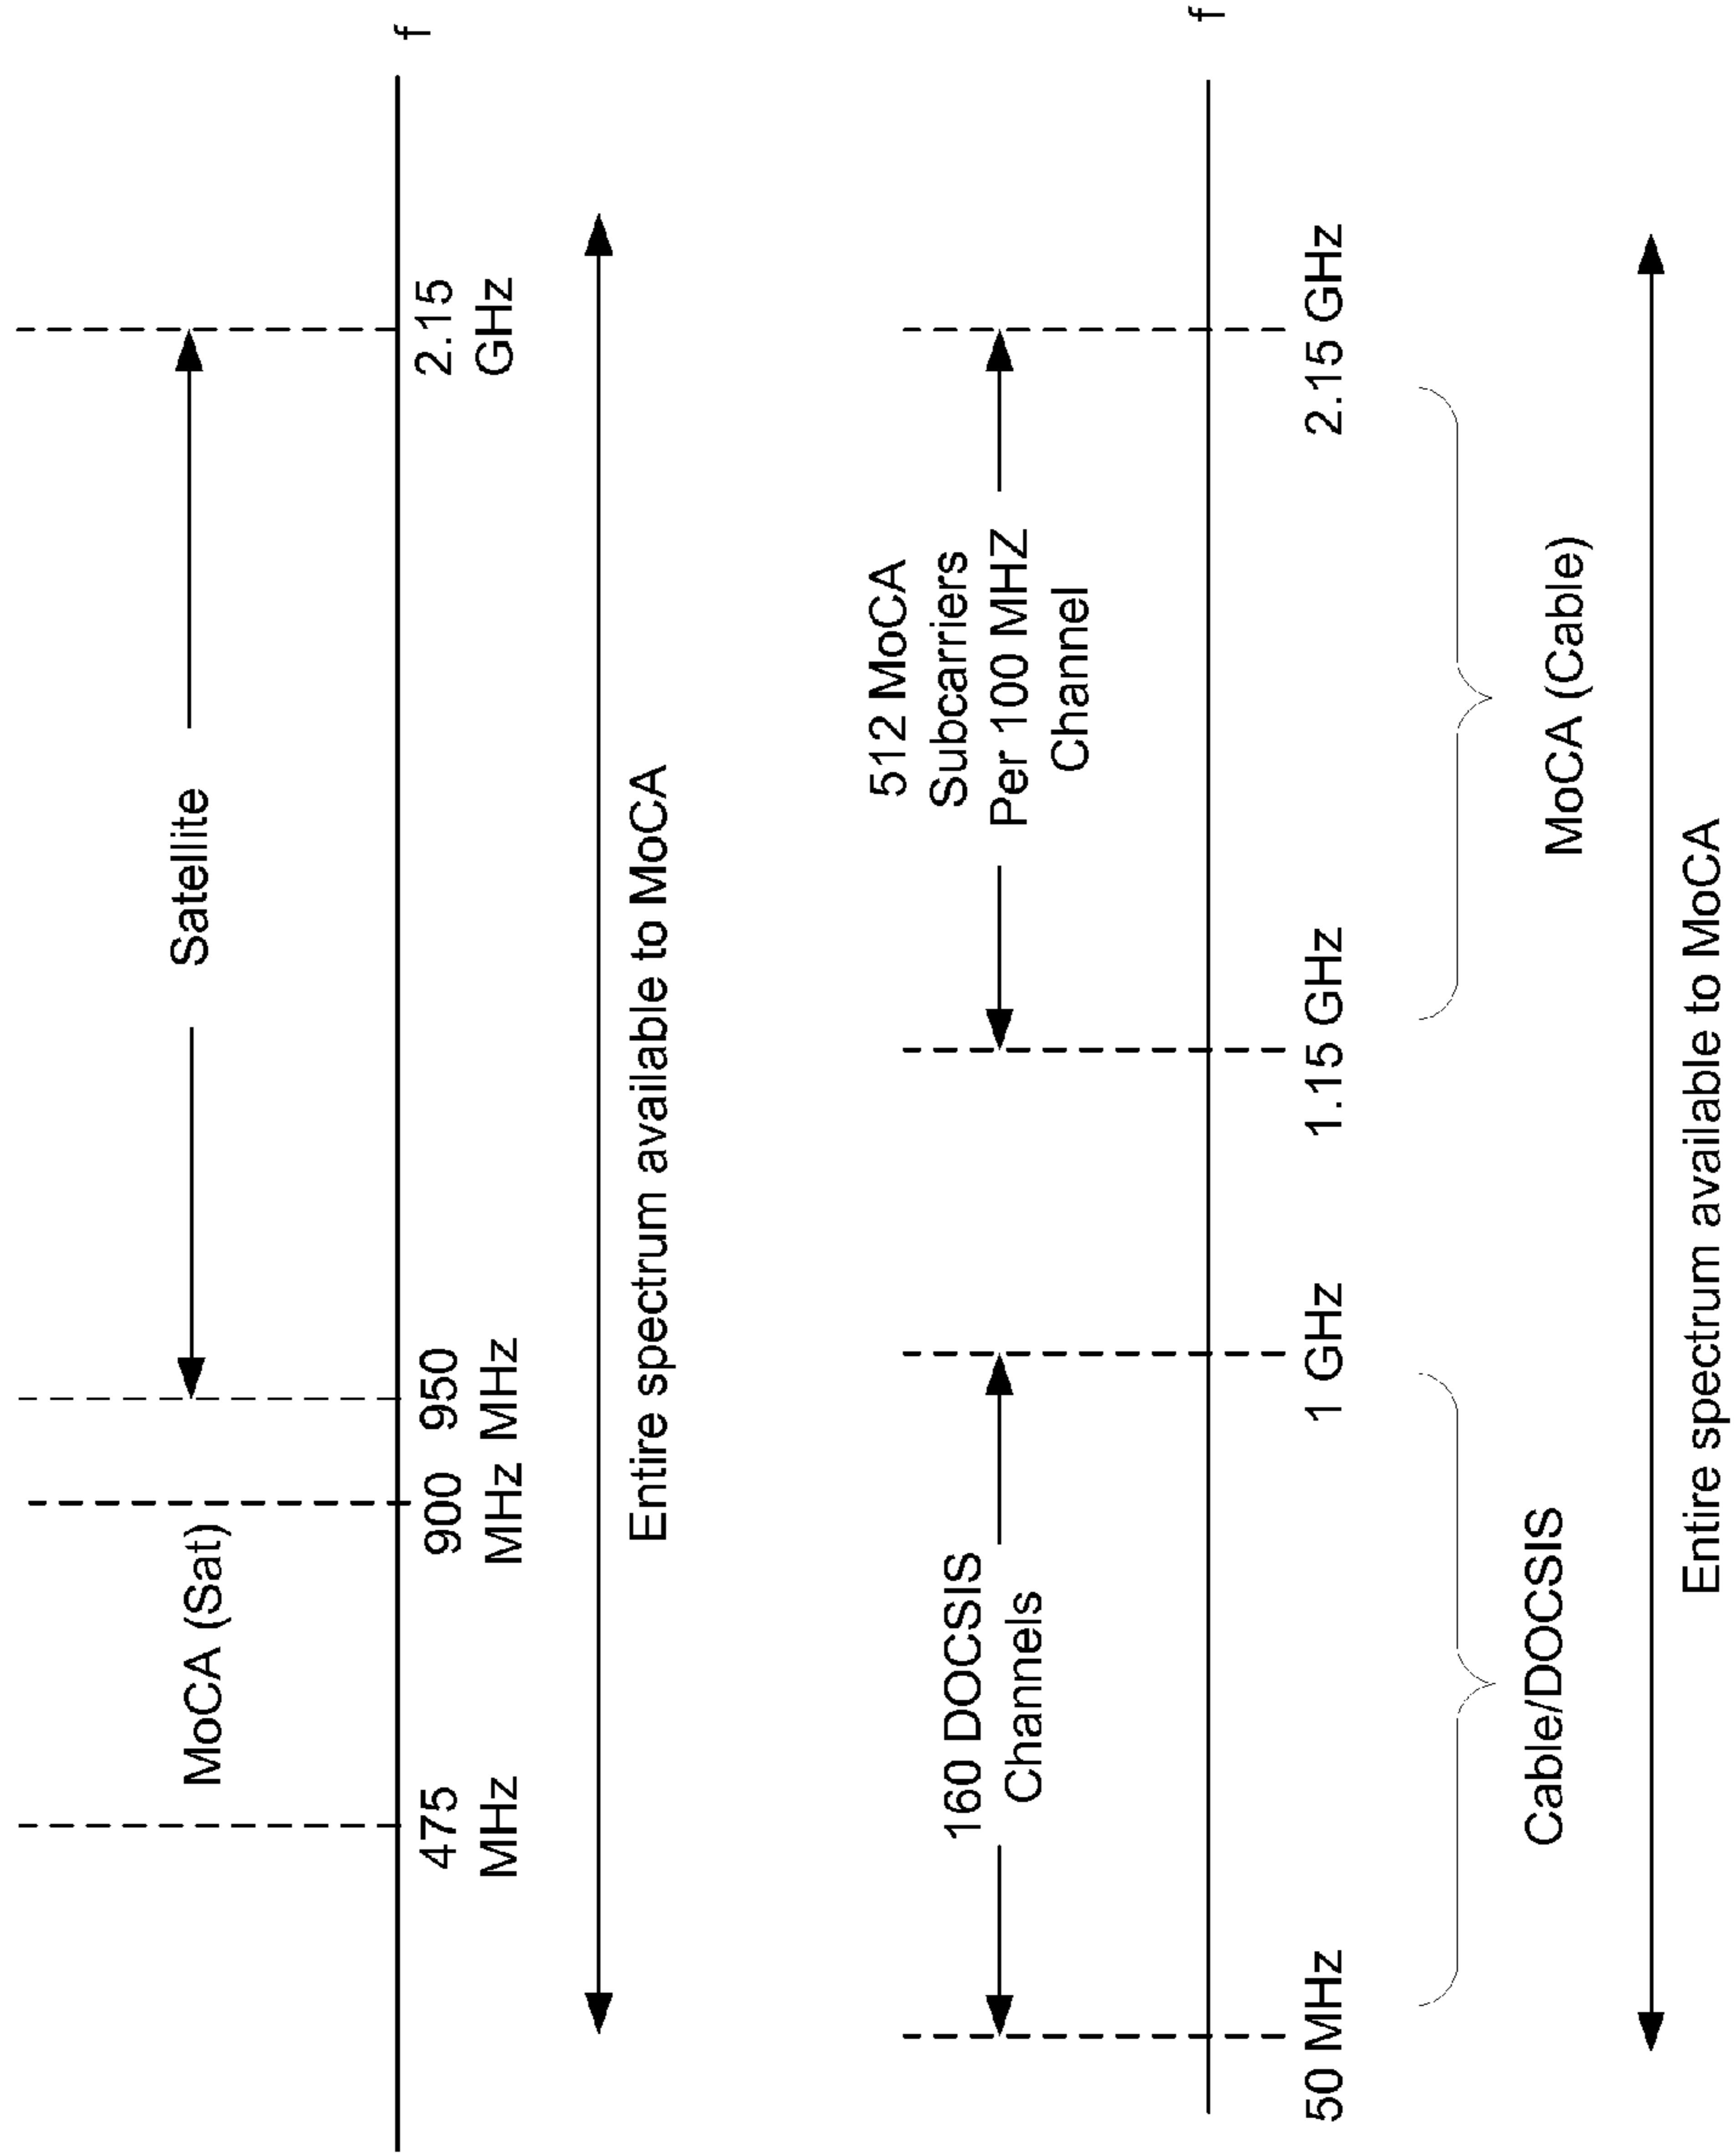 MoCA (Sat)
Satellite
475
MHz
900
MHz
950
MHz
2.15
GHz
f
Entire spectrum available to MoCA
160 DOCSIS
Channels
512 MoCA
Subcarriers
Per 100 MHZ
Channel
f
50 MHz
1 GHz
1.15 GHz
2.15 GHz
Cable/DOCSIS
MoCA (Cable)
Entire spectrum available to MoCA